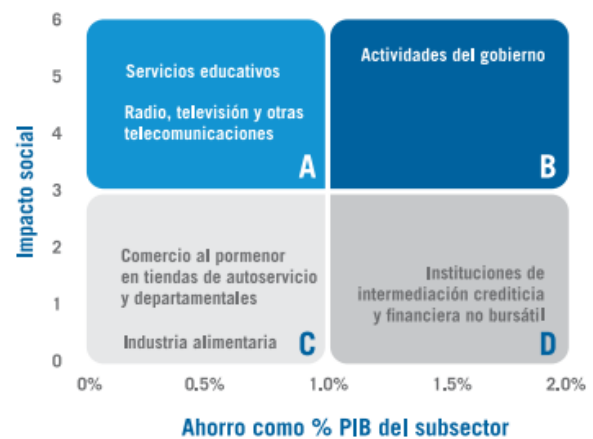 6
5
4
3
2
1
0
Impacto social
Servicios educativos
Radio, televisión y otras
telecomunicaciones
A
Actividades del gobierno
B
Comercio al pormenor
en tiendas de autoservicio
y departamentales
Industria alimentaria
C
Instituciones de
intermediación crediticia
y financiera no bursátil
D
0%
0.5%
1.0%
1.5%
2.0%
Ahorro como % PIB del subsector